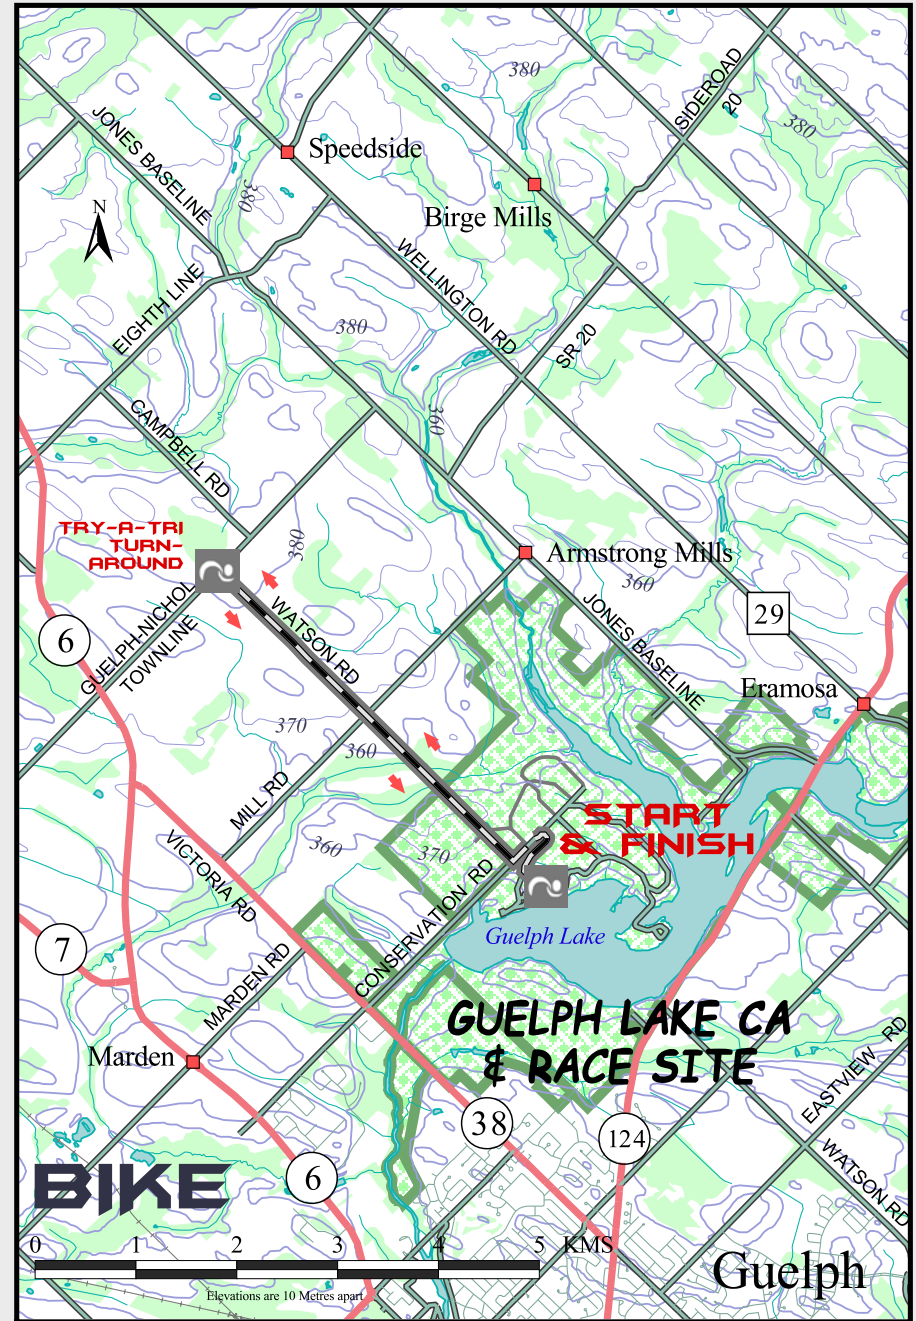 380
SIDEROAD
20
380
JONES BASELINE
Speedside
380
N
Birge Mills
WELLINGTON RD
EIGHTH LINE
380
SR 20
360
CAMPBELL RD
TRY-A-TRI
TURN-
AROUND
380
Armstrong Mills
360
GUELPH-NICHOL
TOWNLINE
WATSON RD
JONES BASELINE
29
6
Eramosa
370
360
MILL RD
START
& FINISH
VICTORIA RD
360
370
CONSERVATION RD
7
Guelph Lake
MARDEN RD
GUELPH LAKE CA
& RACE SITE
Marden
EASTVIEW RD
38
124
WATSON RD
6
BIKE
0 1 2 3 4 5 KMS
Elevations are 10 Metres apart
Guelph